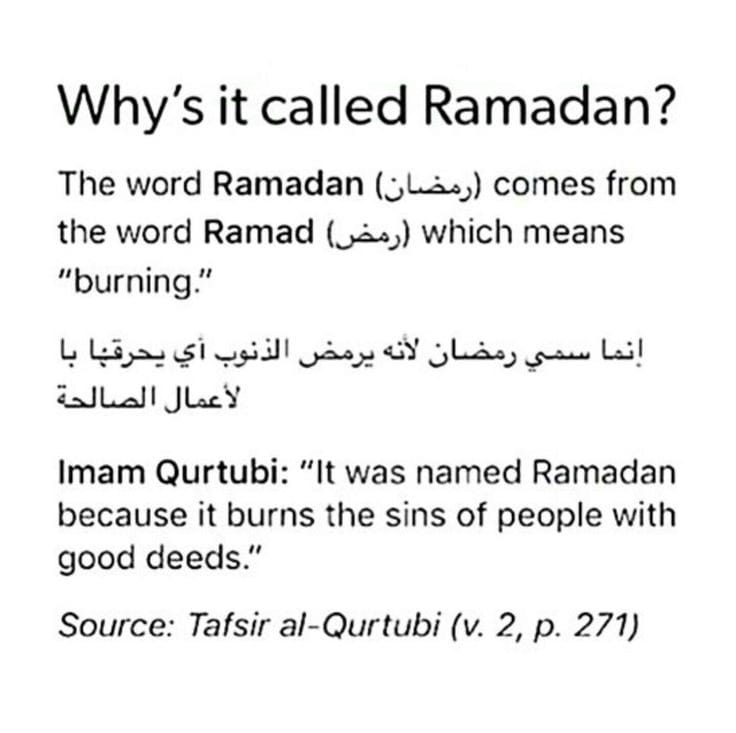 Why's it called Ramadan?
The word Ramadan (رمضان) comes from
the word Ramad (رمض) which means
"burning."
إنما سمي رمضان لأنه يرمض الذنوب أي يحرقها با
لأعمال الصالحة
Imam Qurtubi: "It was named Ramadan
because it burns the sins of people with
good deeds."
Source: Tafsir al-Qurtubi (v. 2, p. 271)